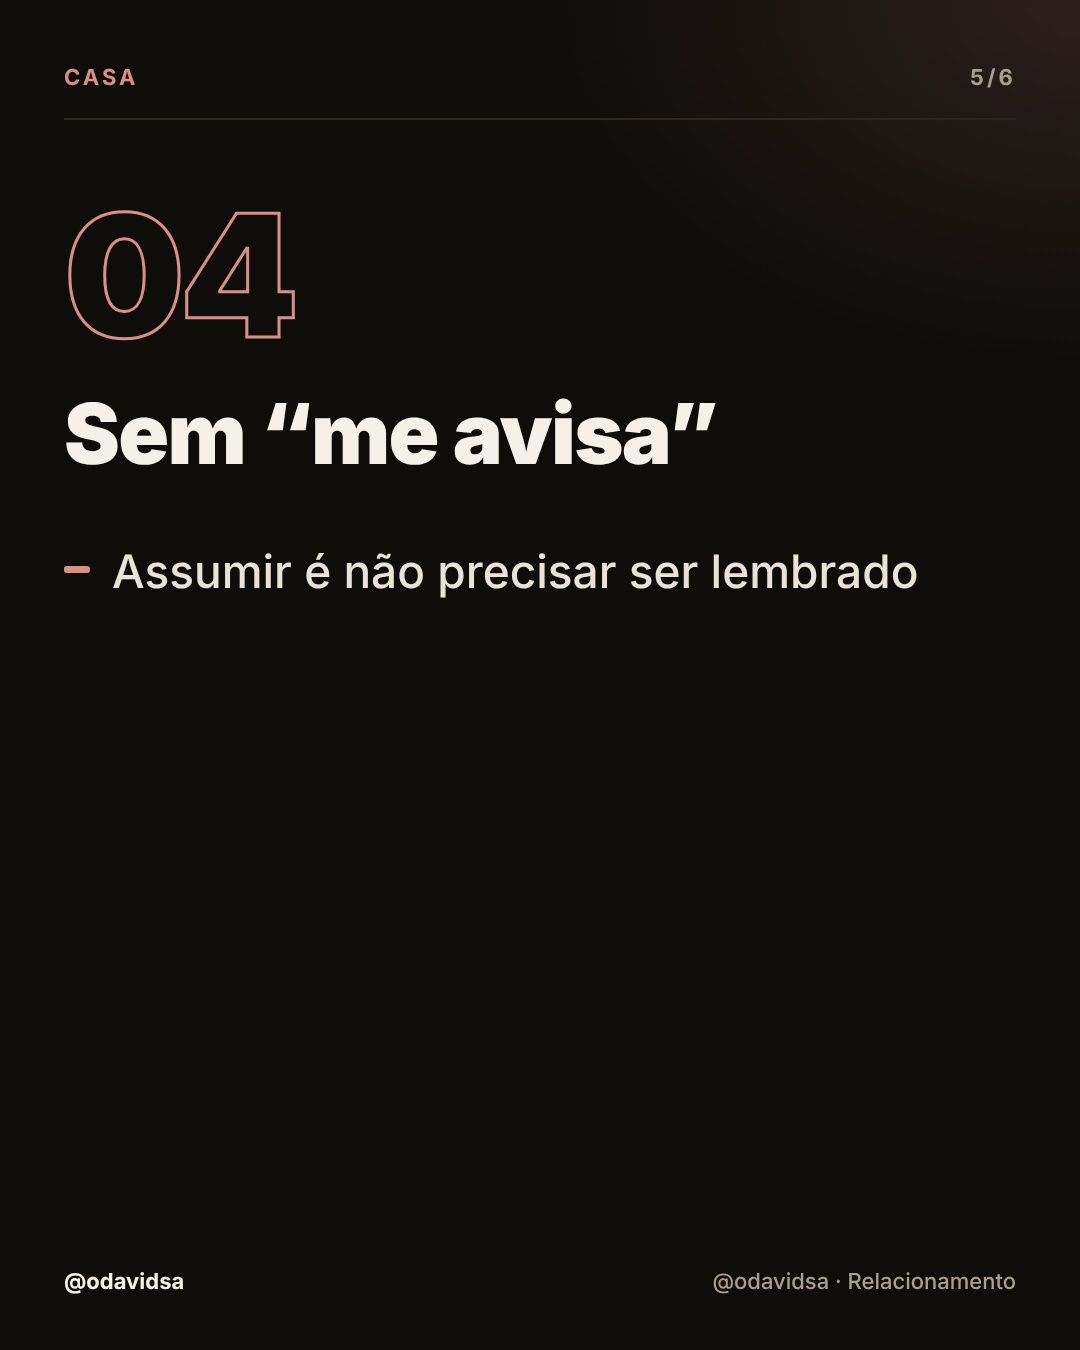 CASA
5/6
04
Sem “me avisa”
Assumir é não precisar ser lembrado
@odavidsa
@odavidsa · Relacionamento